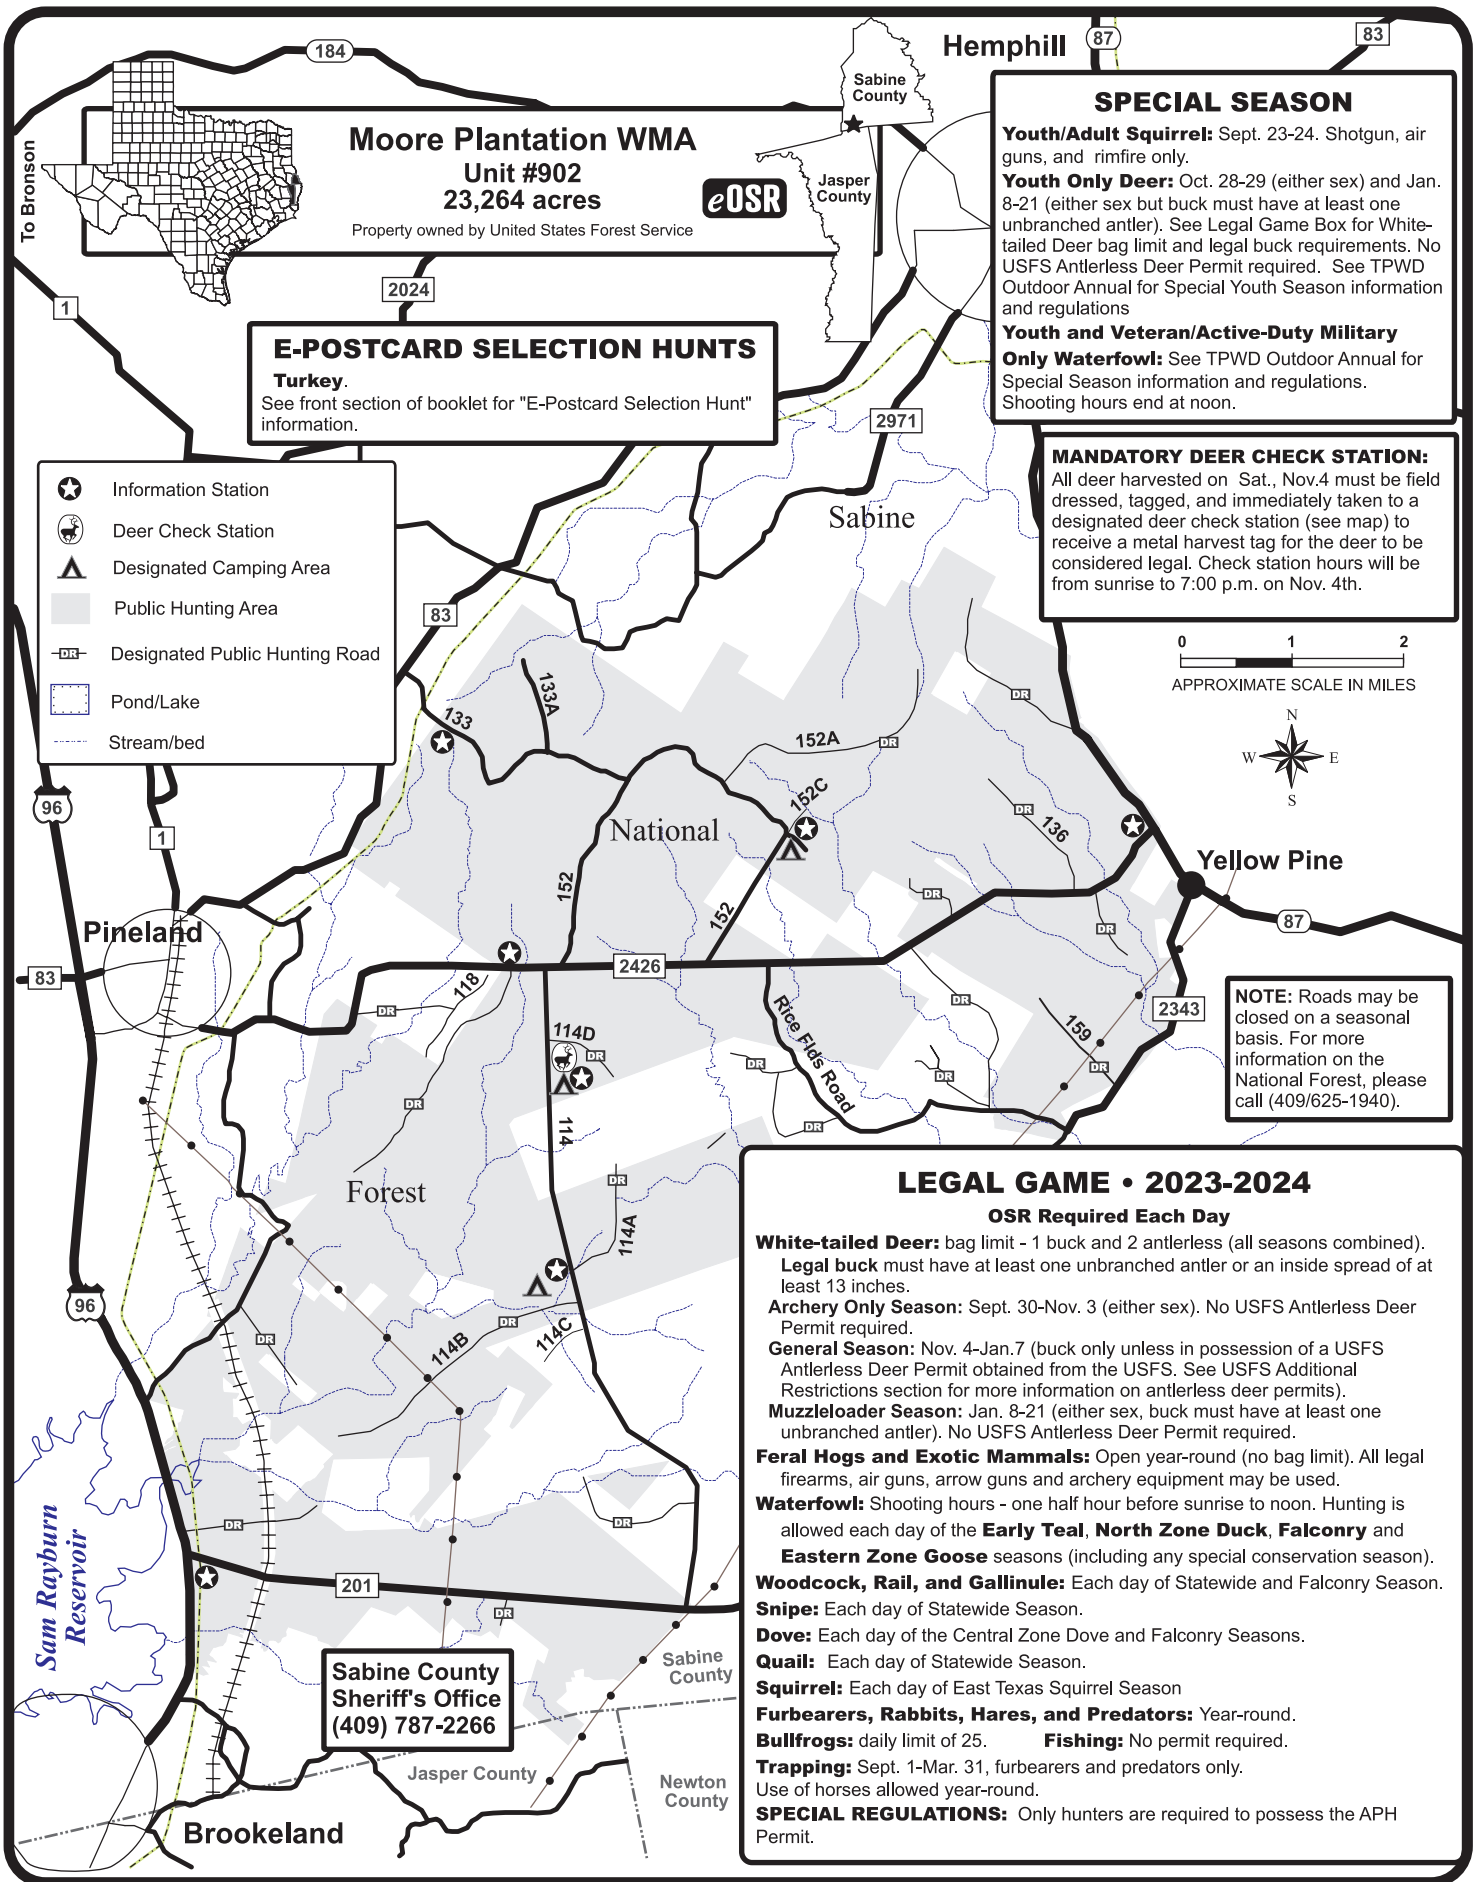 Hemphill
87
83
184
To Bronson
Moore Plantation WMA
Unit #902
23,264 acres
Property owned by United States Forest Service
eOSR
Sabine
County
Jasper
County
SPECIAL SEASON
Youth/Adult Squirrel: Sept. 23-24. Shotgun, air
guns, and rimfire only.
Youth Only Deer: Oct. 28-29 (either sex) and Jan.
8-21 (either sex but buck must have at least one
unbranched antler). See Legal Game Box for White-
tailed Deer bag limit and legal buck requirements. No
USFS Antlerless Deer Permit required. See TPWD
Outdoor Annual for Special Youth Season information
and regulations
Youth and Veteran/Active-Duty Military
Only Waterfowl: See TPWD Outdoor Annual for
Special Season information and regulations.
Shooting hours end at noon.
1
2024
E-POSTCARD SELECTION HUNTS
Turkey.
See front section of booklet for "E-Postcard Selection Hunt"
information.
2971
MANDATORY DEER CHECK STATION:
All deer harvested on Sat., Nov.4 must be field
dressed, tagged, and immediately taken to a
designated deer check station (see map) to
receive a metal harvest tag for the deer to be
considered legal. Check station hours will be
from sunrise to 7:00 p.m. on Nov. 4th.
Information Station
Deer Check Station
Designated Camping Area
Public Hunting Area
DR Designated Public Hunting Road
Pond/Lake
Stream/bed
Sabine
83
0 1 2
APPROXIMATE SCALE IN MILES
N
W E
S
133A
133
DR
152A
DR
96
1
152C
DR
136
National
Yellow Pine
152
152
DR
87
Pineland
DR
83
2426
118
DR
DR
Rice Flds Road
2343
159
NOTE: Roads may be
closed on a seasonal
basis. For more
information on the
National Forest, please
call (409/625-1940).
114D
DR
DR
DR
DR
DR
DR
114
Forest
DR
114A
96
DR
DR
114B
114C
LEGAL GAME • 2023-2024
OSR Required Each Day
White-tailed Deer: bag limit - 1 buck and 2 antlerless (all seasons combined).
Legal buck must have at least one unbranched antler or an inside spread of at
least 13 inches.
Archery Only Season: Sept. 30-Nov. 3 (either sex). No USFS Antlerless Deer
Permit required.
General Season: Nov. 4-Jan.7 (buck only unless in possession of a USFS
Antlerless Deer Permit obtained from the USFS. See USFS Additional
Restrictions section for more information on antlerless deer permits).
Muzzleloader Season: Jan. 8-21 (either sex, buck must have at least one
unbranched antler). No USFS Antlerless Deer Permit required.
Feral Hogs and Exotic Mammals: Open year-round (no bag limit). All legal
firearms, air guns, arrow guns and archery equipment may be used.
Waterfowl: Shooting hours - one half hour before sunrise to noon. Hunting is
allowed each day of the Early Teal, North Zone Duck, Falconry and
Eastern Zone Goose seasons (including any special conservation season).
Woodcock, Rail, and Gallinule: Each day of Statewide and Falconry Season.
Snipe: Each day of Statewide Season.
Dove: Each day of the Central Zone Dove and Falconry Seasons.
Quail: Each day of Statewide Season.
Squirrel: Each day of East Texas Squirrel Season
Furbearers, Rabbits, Hares, and Predators: Year-round.
Bullfrogs: daily limit of 25. Fishing: No permit required.
Trapping: Sept. 1-Mar. 31, furbearers and predators only.
Use of horses allowed year-round.
SPECIAL REGULATIONS: Only hunters are required to possess the APH
Permit.
DR
DR
Sam Rayburn
Reservoir
201
DR
Sabine County
Sheriff's Office
(409) 787-2266
Sabine
County
Jasper County
Newton
County
Brookeland